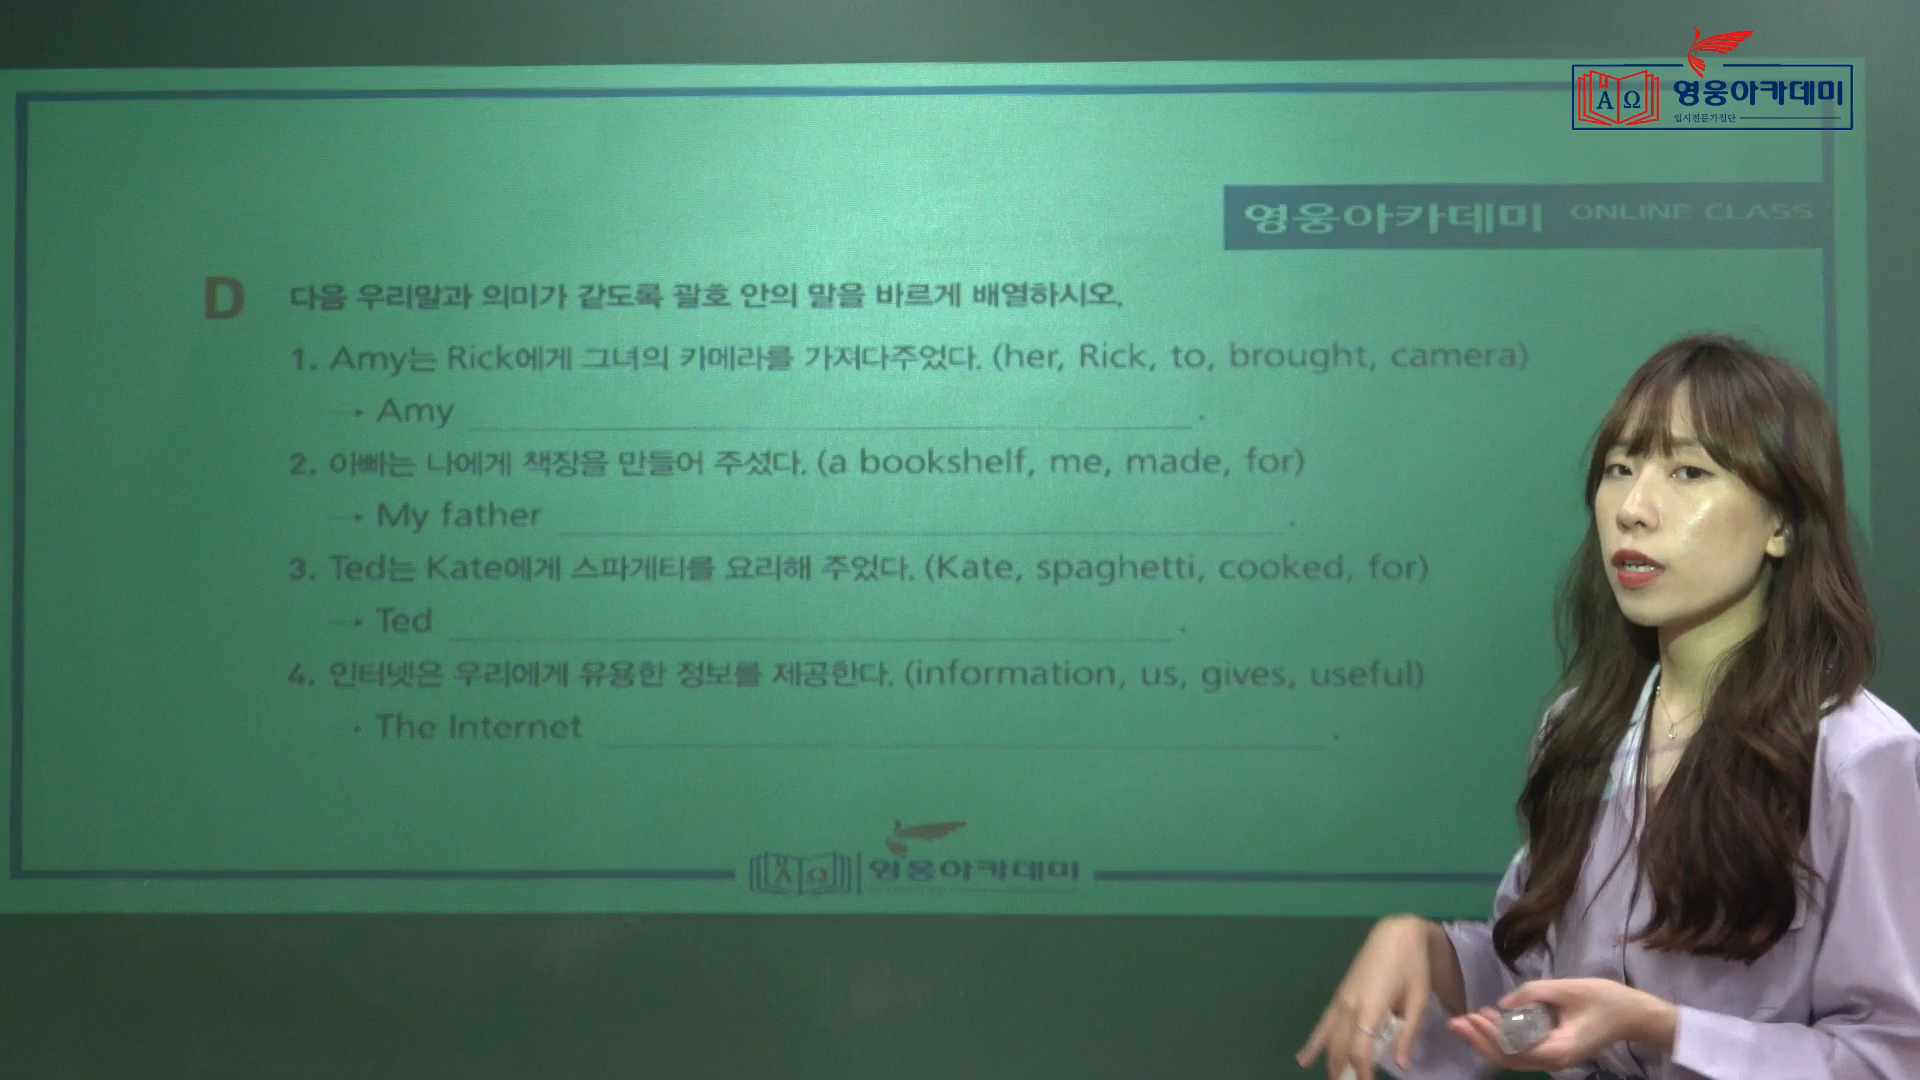 영웅아카데미
입시전문가집단
영웅아카데미 ONLINE CLASS
D 다음 우리말과 의미가 같도록 괄호 안의 말을 바르게 배열하시오.
1. Amy는 Rick에게 그녀의 카메라를 가져다주었다. (her, Rick, to, brought, camera)
→ Amy ______.
2. 아빠는 나에게 책장을 만들어 주셨다. (a bookshelf, me, made, for)
→ My father ______.
3. Ted는 Kate에게 스파게티를 요리해 주었다. (Kate, spaghetti, cooked, for)
→ Ted ______.
4. 인터넷은 우리에게 유용한 정보를 제공한다. (information, us, gives, useful)
→ The Internet ______.
A Ω 영웅아카데미